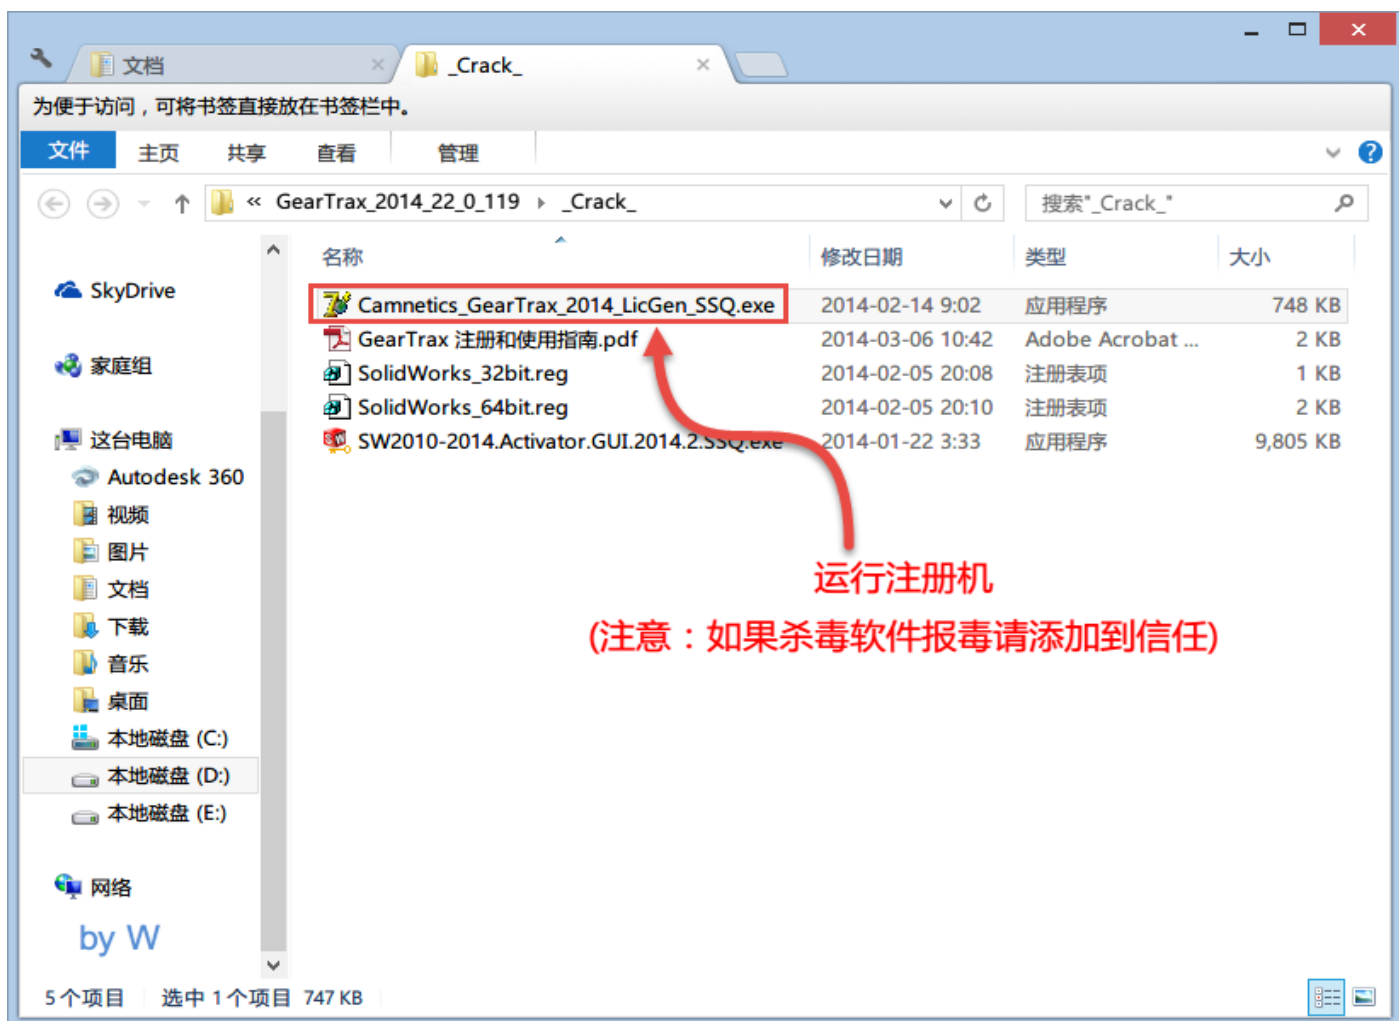 文档
_Crack_
为便于访问，可将书签直接放在书签栏中。
文件 主页 共享 查看 管理
« GearTrax_2014_22_0_119 _Crack_ 搜索"_Crack_"
名称 修改日期 类型 大小
SkyDrive
Camnetics_GearTrax_2014_LicGen_SSQ.exe 2014-02-14 9:02 应用程序 748 KB
GearTrax 注册和使用指南.pdf 2014-03-06 10:42 Adobe Acrobat ... 2 KB
家庭组
SolidWorks_32bit.reg 2014-02-05 20:08 注册表项 1 KB
SolidWorks_64bit.reg 2014-02-05 20:10 注册表项 2 KB
这台电脑
SW2010-2014.Activator.GUI.2014.2.SSQ.exe 2014-01-22 3:33 应用程序 9,805 KB
Autodesk 360
视频
图片
文档
下载
音乐
桌面
本地磁盘 (C:)
本地磁盘 (D:)
本地磁盘 (E:)
网络
运行注册机
(注意：如果杀毒软件报毒请添加到信任)
by W
5 个项目 选中 1 个项目 747 KB